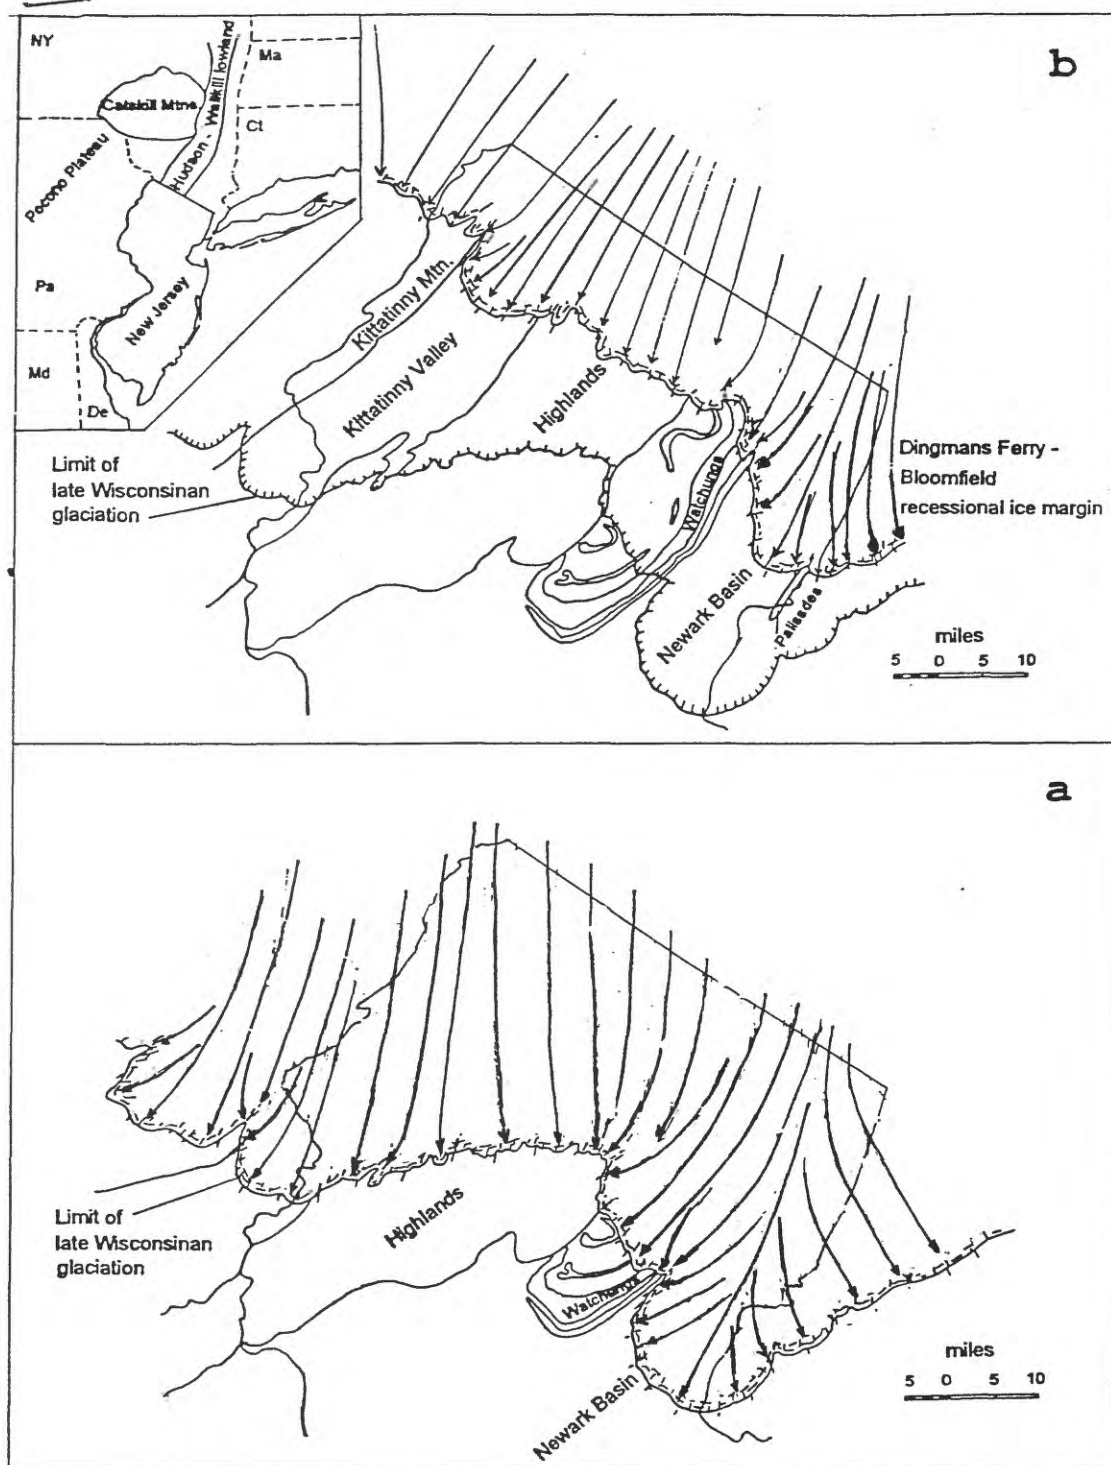 b
NY
Ma
Catskill Mtns
Hudson - Wallkill lowland
Ct
Pocono Plateau
Pa
New Jersey
Md
De
Kittatinny Mtn.
Kittatinny Valley
Highlands
Watchungs
Limit of
late Wisconsinan
glaciation
Dingmans Ferry -
Bloomfield
recessional ice margin
Newark Basin
Palisades
miles
5 0 5 10
a
Limit of
late Wisconsinan
glaciation
Highlands
Watchungs
Newark Basin
miles
5 0 5 10